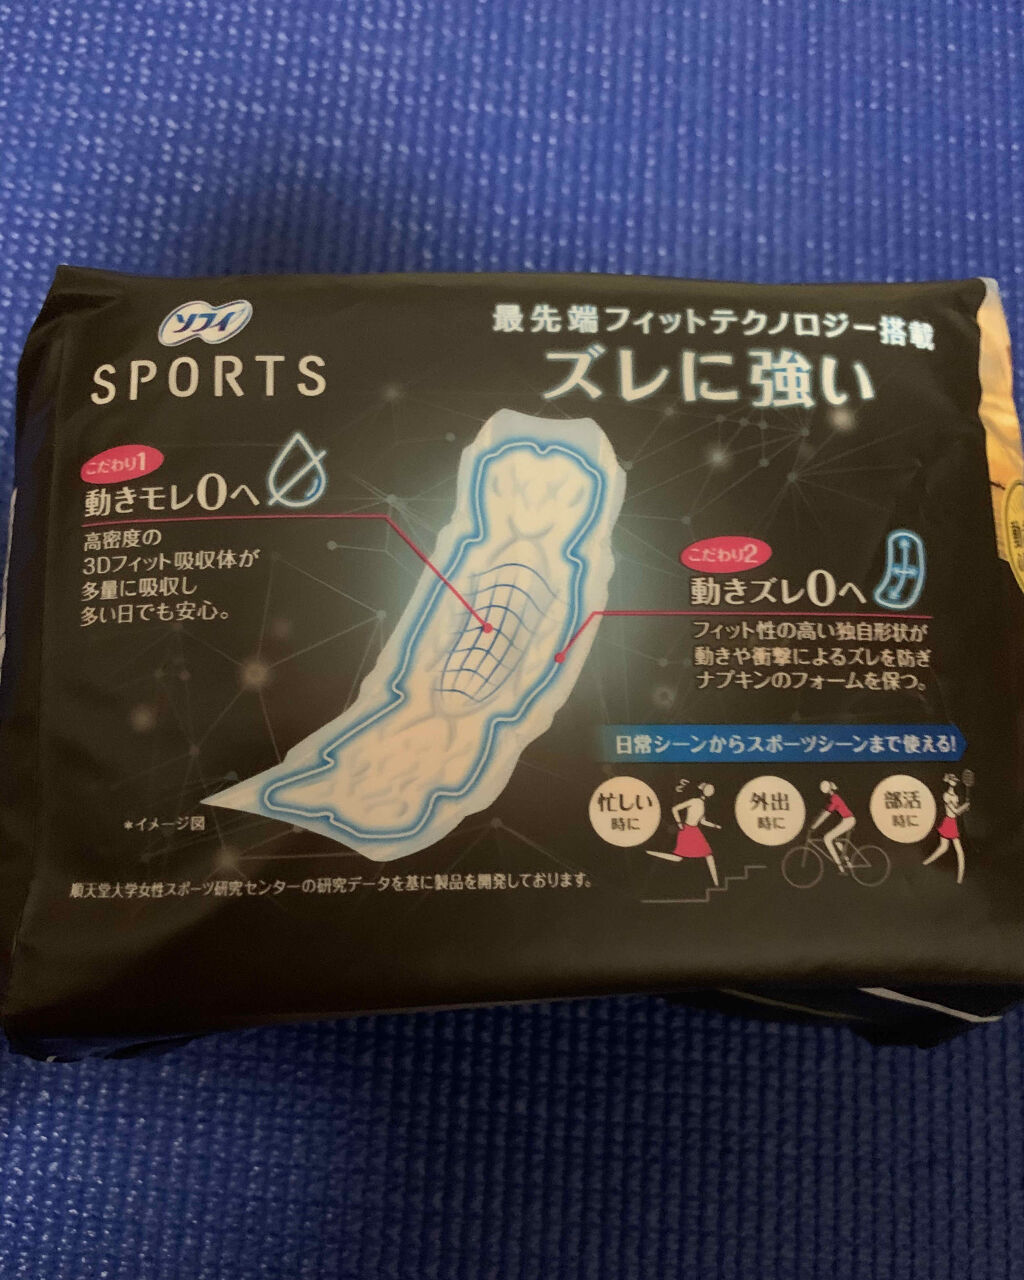 ソフィ
SPORTS
最先端フィットテクノロジー搭載
ズレに強い
こだわり1
動きモレ0へ
高密度の
3Dフィット吸収体が
多量に吸収し
多い日でも安心。
こだわり2
動きズレ0へ
フィット性の高い独自形状が
動きや衝撃によるズレを防ぎ
ナプキンのフォームを保つ。
日常シーンからスポーツシーンまで使える!
忙しい
時に
外出
時に
部活
時に
*イメージ図
順天堂大学女性スポーツ研究センターの研究データを基に製品を開発しております。